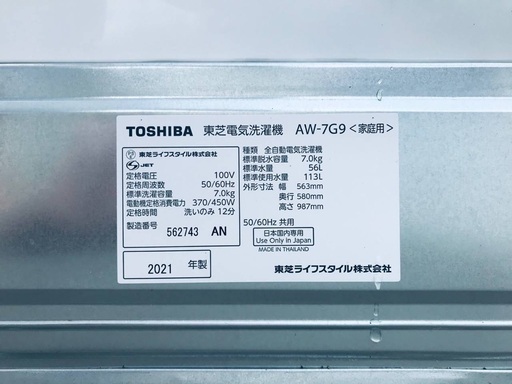 TOSHIBA 東芝電気洗濯機 AW-7G9 <家庭用>
東芝ライフスタイル株式会社
JET
定格電圧 100V
定格周波数 50/60Hz
標準洗濯容量 7.0kg
電動機定格消費電力 370/450W
定格時間 洗いのみ 12分
製造番号 562743 AN
2021 年製
種類 全自動電気洗濯機
標準脱水容量 7.0kg
標準水量 56L
標準使用水量 113L
外形寸法 幅 563mm
奥行 580mm
高さ 987mm
50/60Hz 共用
日本国内専用
Use Only in Japan
MADE IN THAILAND
東芝ライフスタイル株式会社